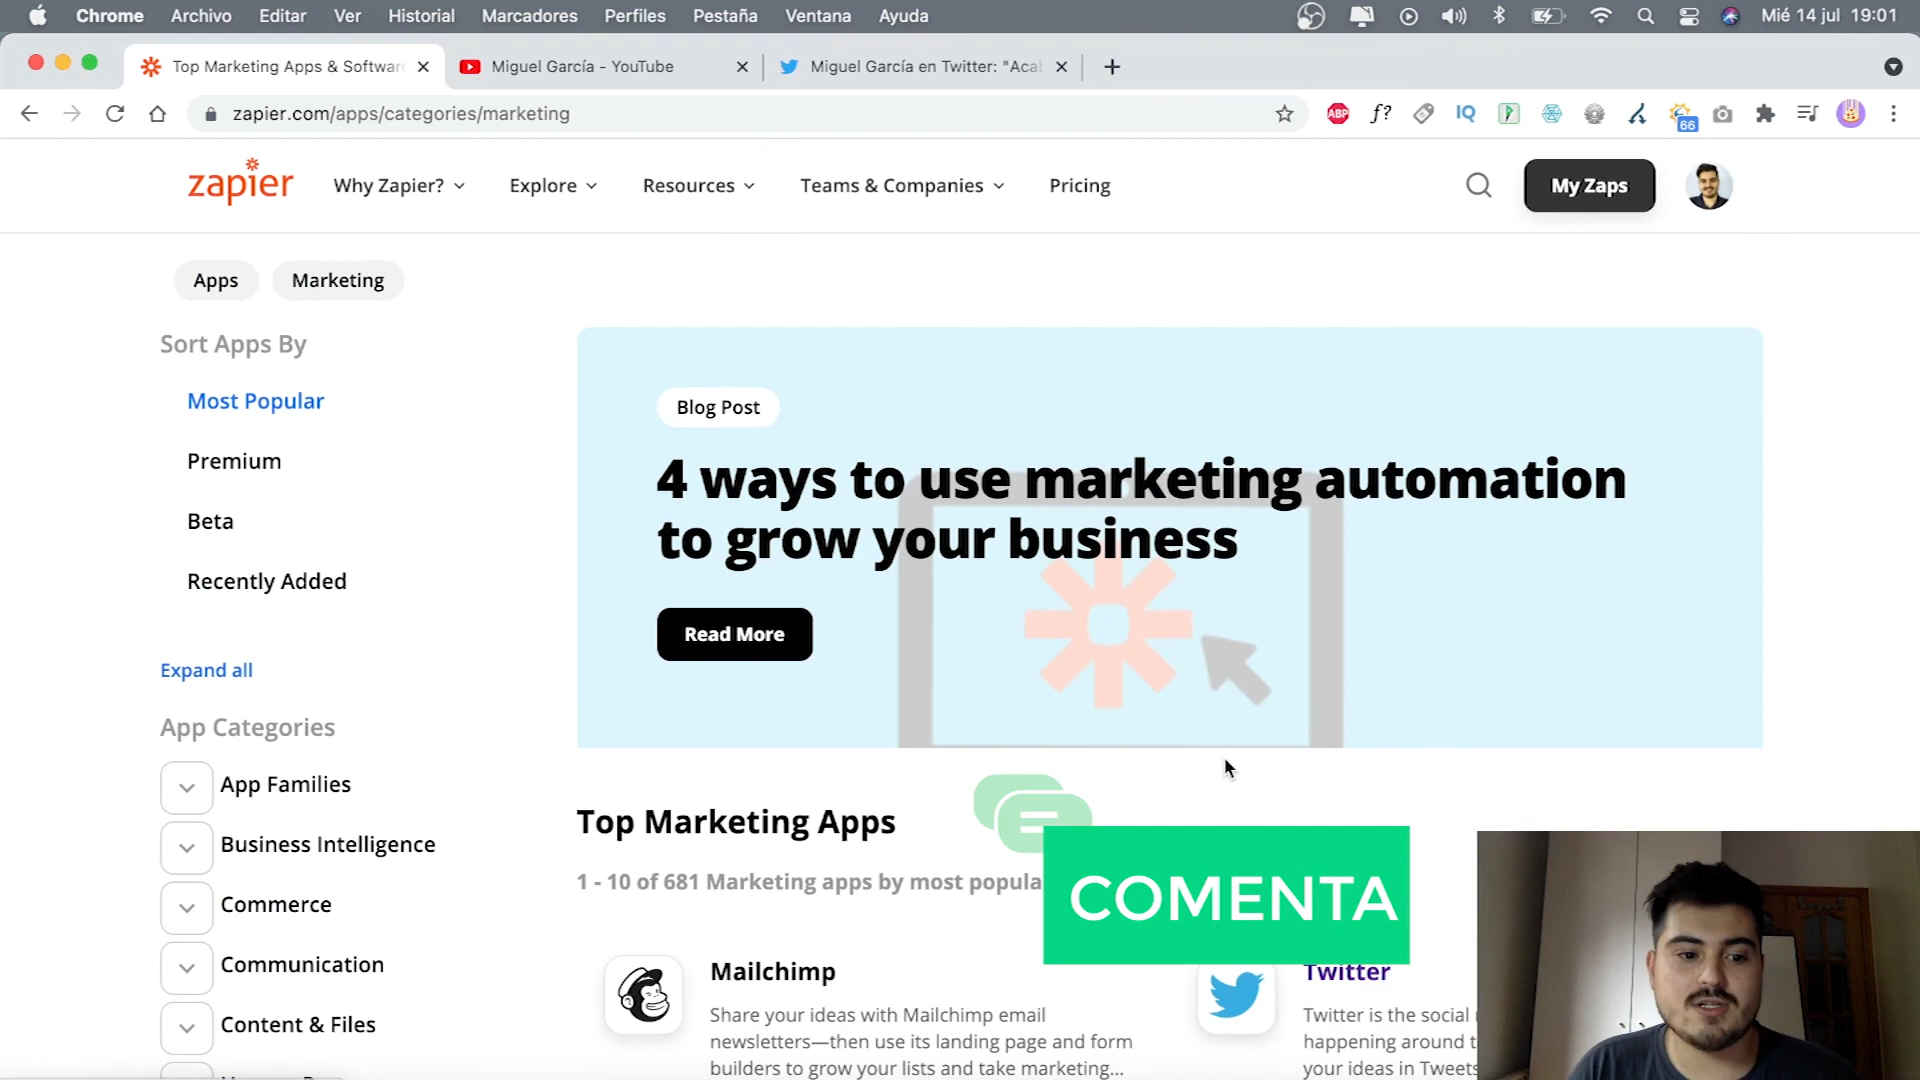 Chrome Archivo Editar Ver Historial Marcadores Perfiles Pestaña Ventana Ayuda
Mié 14 jul 19:01
Top Marketing Apps & Software
Miguel García - YouTube
Miguel García en Twitter: "Acab
zapier.com/apps/categories/marketing
ABP
f?
IQ
66
zapier
Why Zapier?
Explore
Resources
Teams & Companies
Pricing
My Zaps
Apps
Marketing
Sort Apps By
Most Popular
Premium
Beta
Recently Added
Expand all
App Categories
App Families
Business Intelligence
Commerce
Communication
Content & Files
Blog Post
4 ways to use marketing automation
to grow your business
Read More
Top Marketing Apps
1 - 10 of 681 Marketing apps by most popula
COMENTA
Mailchimp
Share your ideas with Mailchimp email
newsletters—then use its landing page and form
builders to grow your lists and take marketing...
Twitter
Twitter is the social
happening around t
your ideas in Tweets